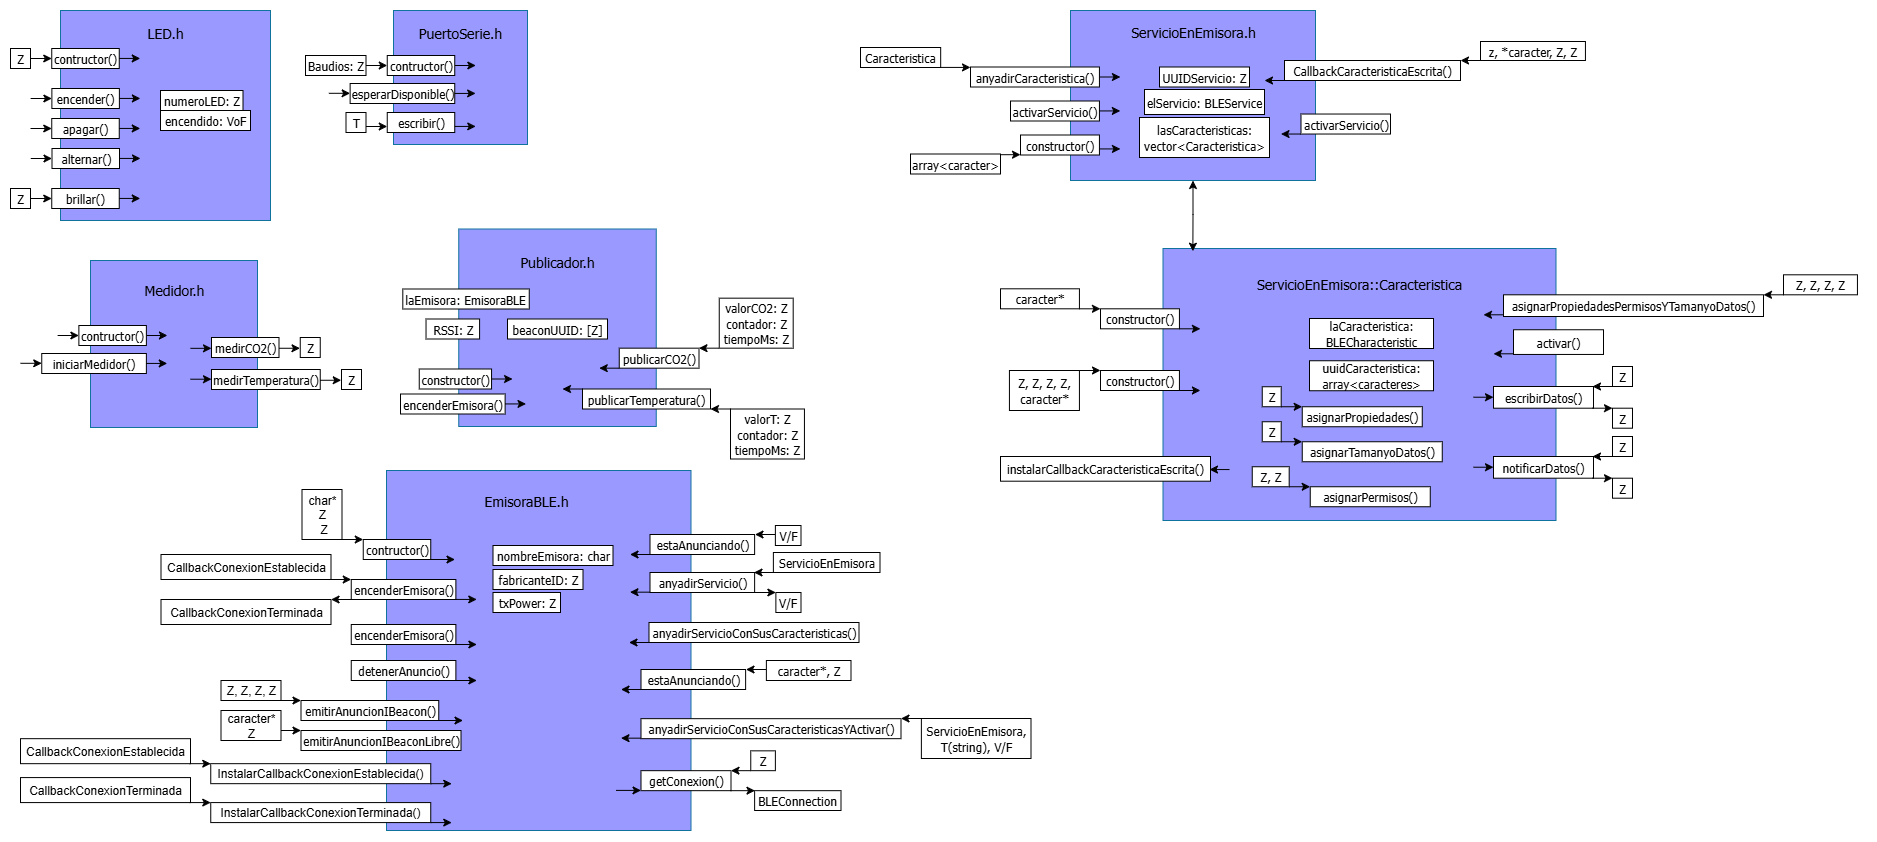 LED.h
Z
contructor()
encender()
apagar()
alternar()
Z
brillar()
numeroLED: Z
encendido: VoF
PuertoSerie.h
Baudios: Z
contructor()
esperarDisponible()
T
escribir()
ServicioEnEmisora.h
Caracteristica
anyadirCaracteristica()
activarServicio()
constructor()
array<caracter>
UUIDServicio: Z
elServicio: BLEService
lasCaracteristicas:
vector<Caracteristica>
z, *caracter, Z, Z
CallbackCaracteristicaEscrita()
activarServicio()
Medidor.h
contructor()
iniciarMedidor()
medirCO2()
Z
medirTemperatura()
Z
Publicador.h
laEmisora: EmisoraBLE
RSSI: Z
beaconUUID: [Z]
constructor()
encenderEmisora()
valorCO2: Z
contador: Z
tiempoMs: Z
publicarCO2()
publicarTemperatura()
valorT: Z
contador: Z
tiempoMs: Z
ServicioEnEmisora::Caracteristica
caracter*
constructor()
Z, Z, Z, Z,
caracter*
constructor()
instalarCallbackCaracteristicaEscrita()
laCaracteristica:
BLECharacteristic
uuidCaracteristica:
array<caracteres>
Z
asignarPropiedades()
Z
asignarTamanyoDatos()
Z, Z
asignarPermisos()
Z, Z, Z, Z
asignarPropiedadesPermisosYTamanyoDatos()
activar()
Z
escribirDatos()
Z
Z
notificarDatos()
Z
EmisoraBLE.h
char*
Z
Z
contructor()
CallbackConexionEstablecida
encenderEmisora()
CallbackConexionTerminada
encenderEmisora()
detenerAnuncio()
Z, Z, Z, Z
emitirAnuncionIBeacon()
caracter*
Z
emitirAnuncionIBeaconLibre()
CallbackConexionEstablecida
InstalarCallbackConexionEstablecida()
CallbackConexionTerminada
InstalarCallbackConexionTerminada()
nombreEmisora: char
fabricanteID: Z
txPower: Z
V/F
estaAnunciando()
ServicioEnEmisora
anyadirServicio()
V/F
anyadirServicioConSusCaracteristicas()
caracter*, Z
estaAnunciando()
anyadirServicioConSusCaracteristicasYActivar()
ServicioEnEmisora,
T(string), V/F
Z
getConexion()
BLEConnection